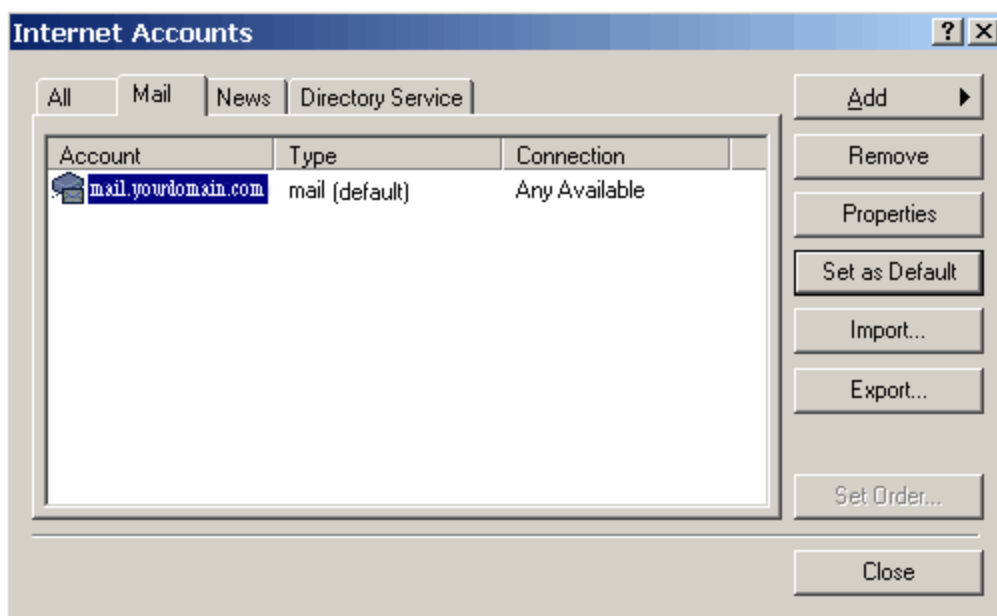 Internet Accounts
All Mail News Directory Service
Account Type Connection
mail.yourdomain.com mail (default) Any Available
Add
Remove
Properties
Set as Default
Import...
Export...
Set Order...
Close